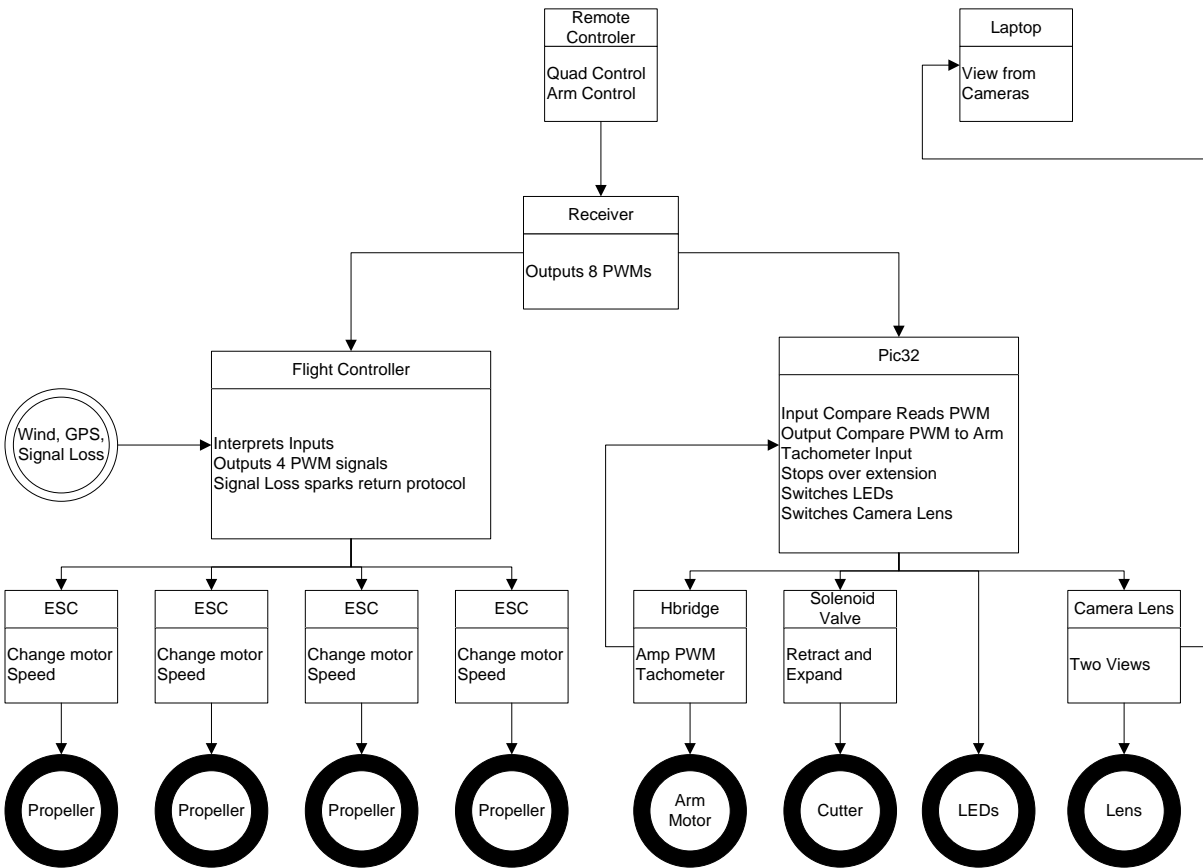 Remote
Controler
Quad Control
Arm Control
Laptop
View from
Cameras
Receiver
Outputs 8 PWMs
Flight Controller
Interprets Inputs
Outputs 4 PWM signals
Signal Loss sparks return protocol
Wind, GPS,
Signal Loss
Pic32
Input Compare Reads PWM
Output Compare PWM to Arm
Tachometer Input
Stops over extension
Switches LEDs
Switches Camera Lens
ESC
Change motor
Speed
ESC
Change motor
Speed
ESC
Change motor
Speed
ESC
Change motor
Speed
Hbridge
Amp PWM
Tachometer
Solenoid
Valve
Retract and
Expand
Camera Lens
Two Views
Propeller
Propeller
Propeller
Propeller
Arm
Motor
Cutter
LEDs
Lens